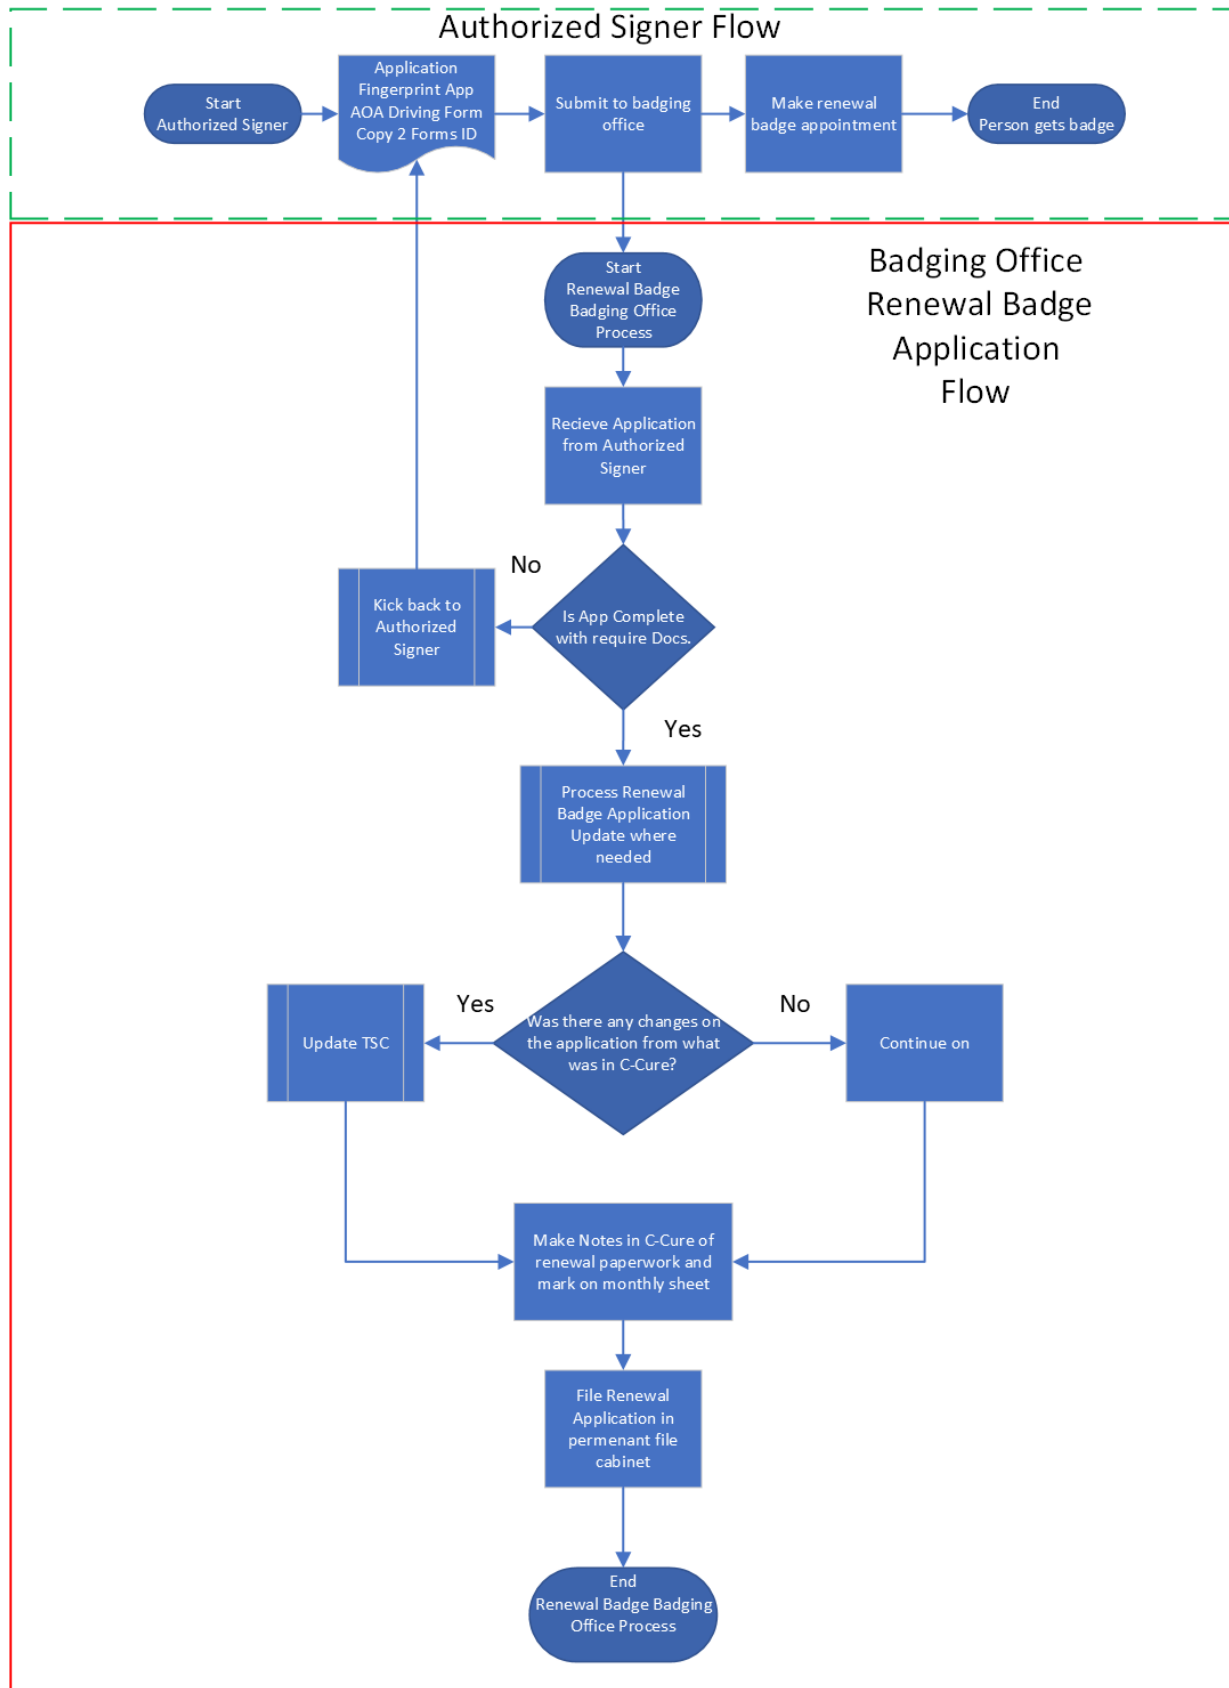 Authorized Signer Flow
Start
Authorized Signer
Application
Fingerprint App
AOA Driving Form
Copy 2 Forms ID
Submit to badging
office
Make renewal
badge appointment
End
Person gets badge
Start
Renewal Badge
Badging Office
Process
Badging Office
Renewal Badge
Application
Flow
Recieve Application
from Authorized
Signer
No
Kick back to
Authorized
Signer
Is App Complete
with require Docs.
Yes
Process Renewal
Badge Application
Update where
needed
Yes
No
Update TSC
Was there any changes on
the application from what
was in C-Cure?
Continue on
Make Notes in C-Cure of
renewal paperwork and
mark on monthly sheet
File Renewal
Application in
permenant file
cabinet
End
Renewal Badge Badging
Office Process